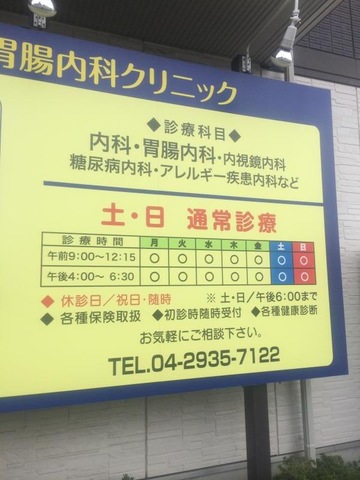 胃腸内科クリニック
◆診療科目◆
内科・胃腸内科・内視鏡内科
糖尿病内科・アレルギー疾患内科など
土・日 通常診療
診療時間 月 火 水 木 金 土 日
午前9:00~12:15 ○ ○ ○ ○ ○ ○ ○
午後4:00~ 6:30 ○ ○ ○ ○ ○ ○ ○
◆ 休診日/祝日・随時 ※ 土・日/午後6:00まで
◆ 各種保険取扱 ◆初診時随時受付 ◆各種健康診断
お気軽にご相談下さい。
TEL.04-2935-7122